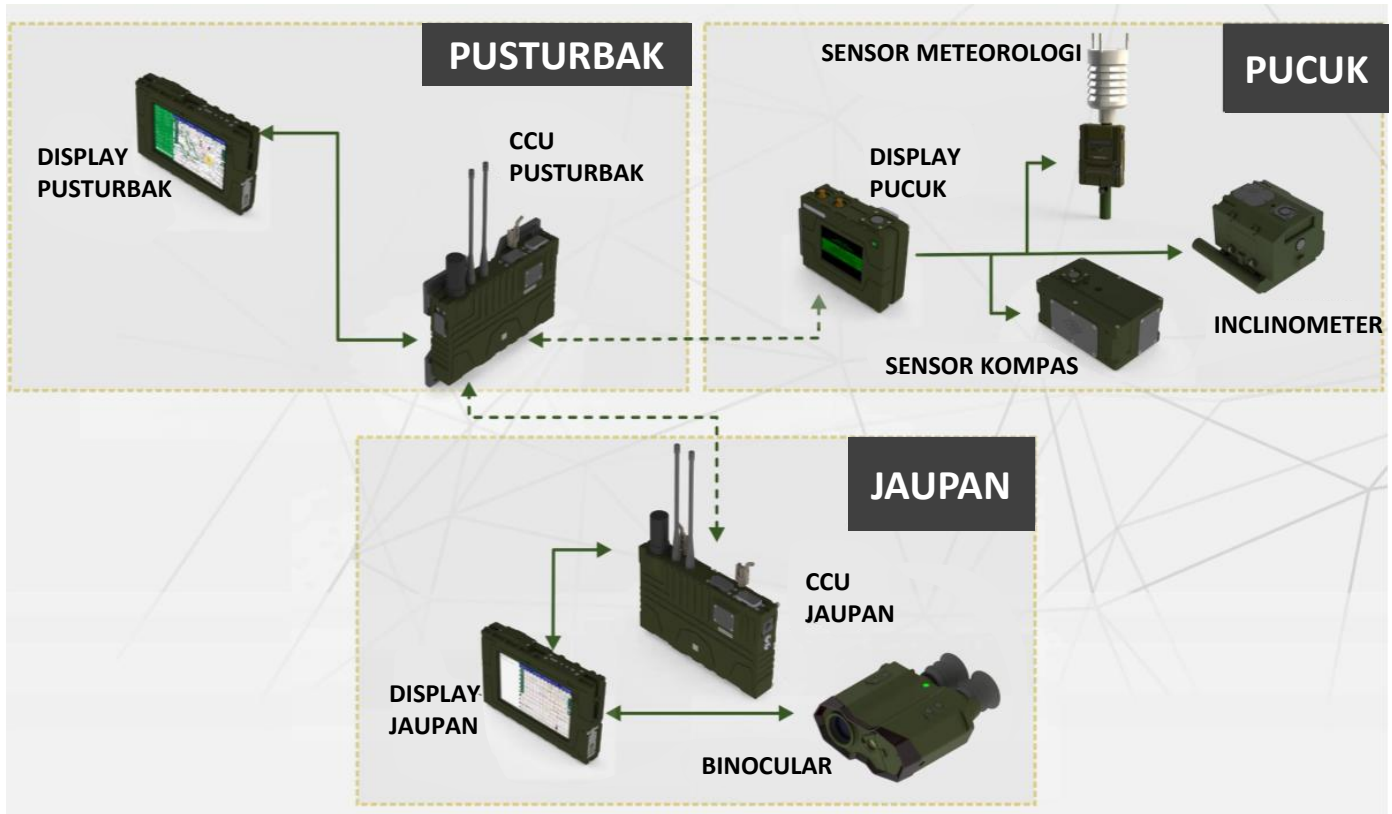 PUSTURBAK
DISPLAY
PUSTURBAK
CCU
PUSTURBAK
PUCUK
SENSOR METEOROLOGI
DISPLAY
PUCUK
INCLINOMETER
SENSOR KOMPAS
JAUPAN
CCU
JAUPAN
DISPLAY
JAUPAN
BINOCULAR